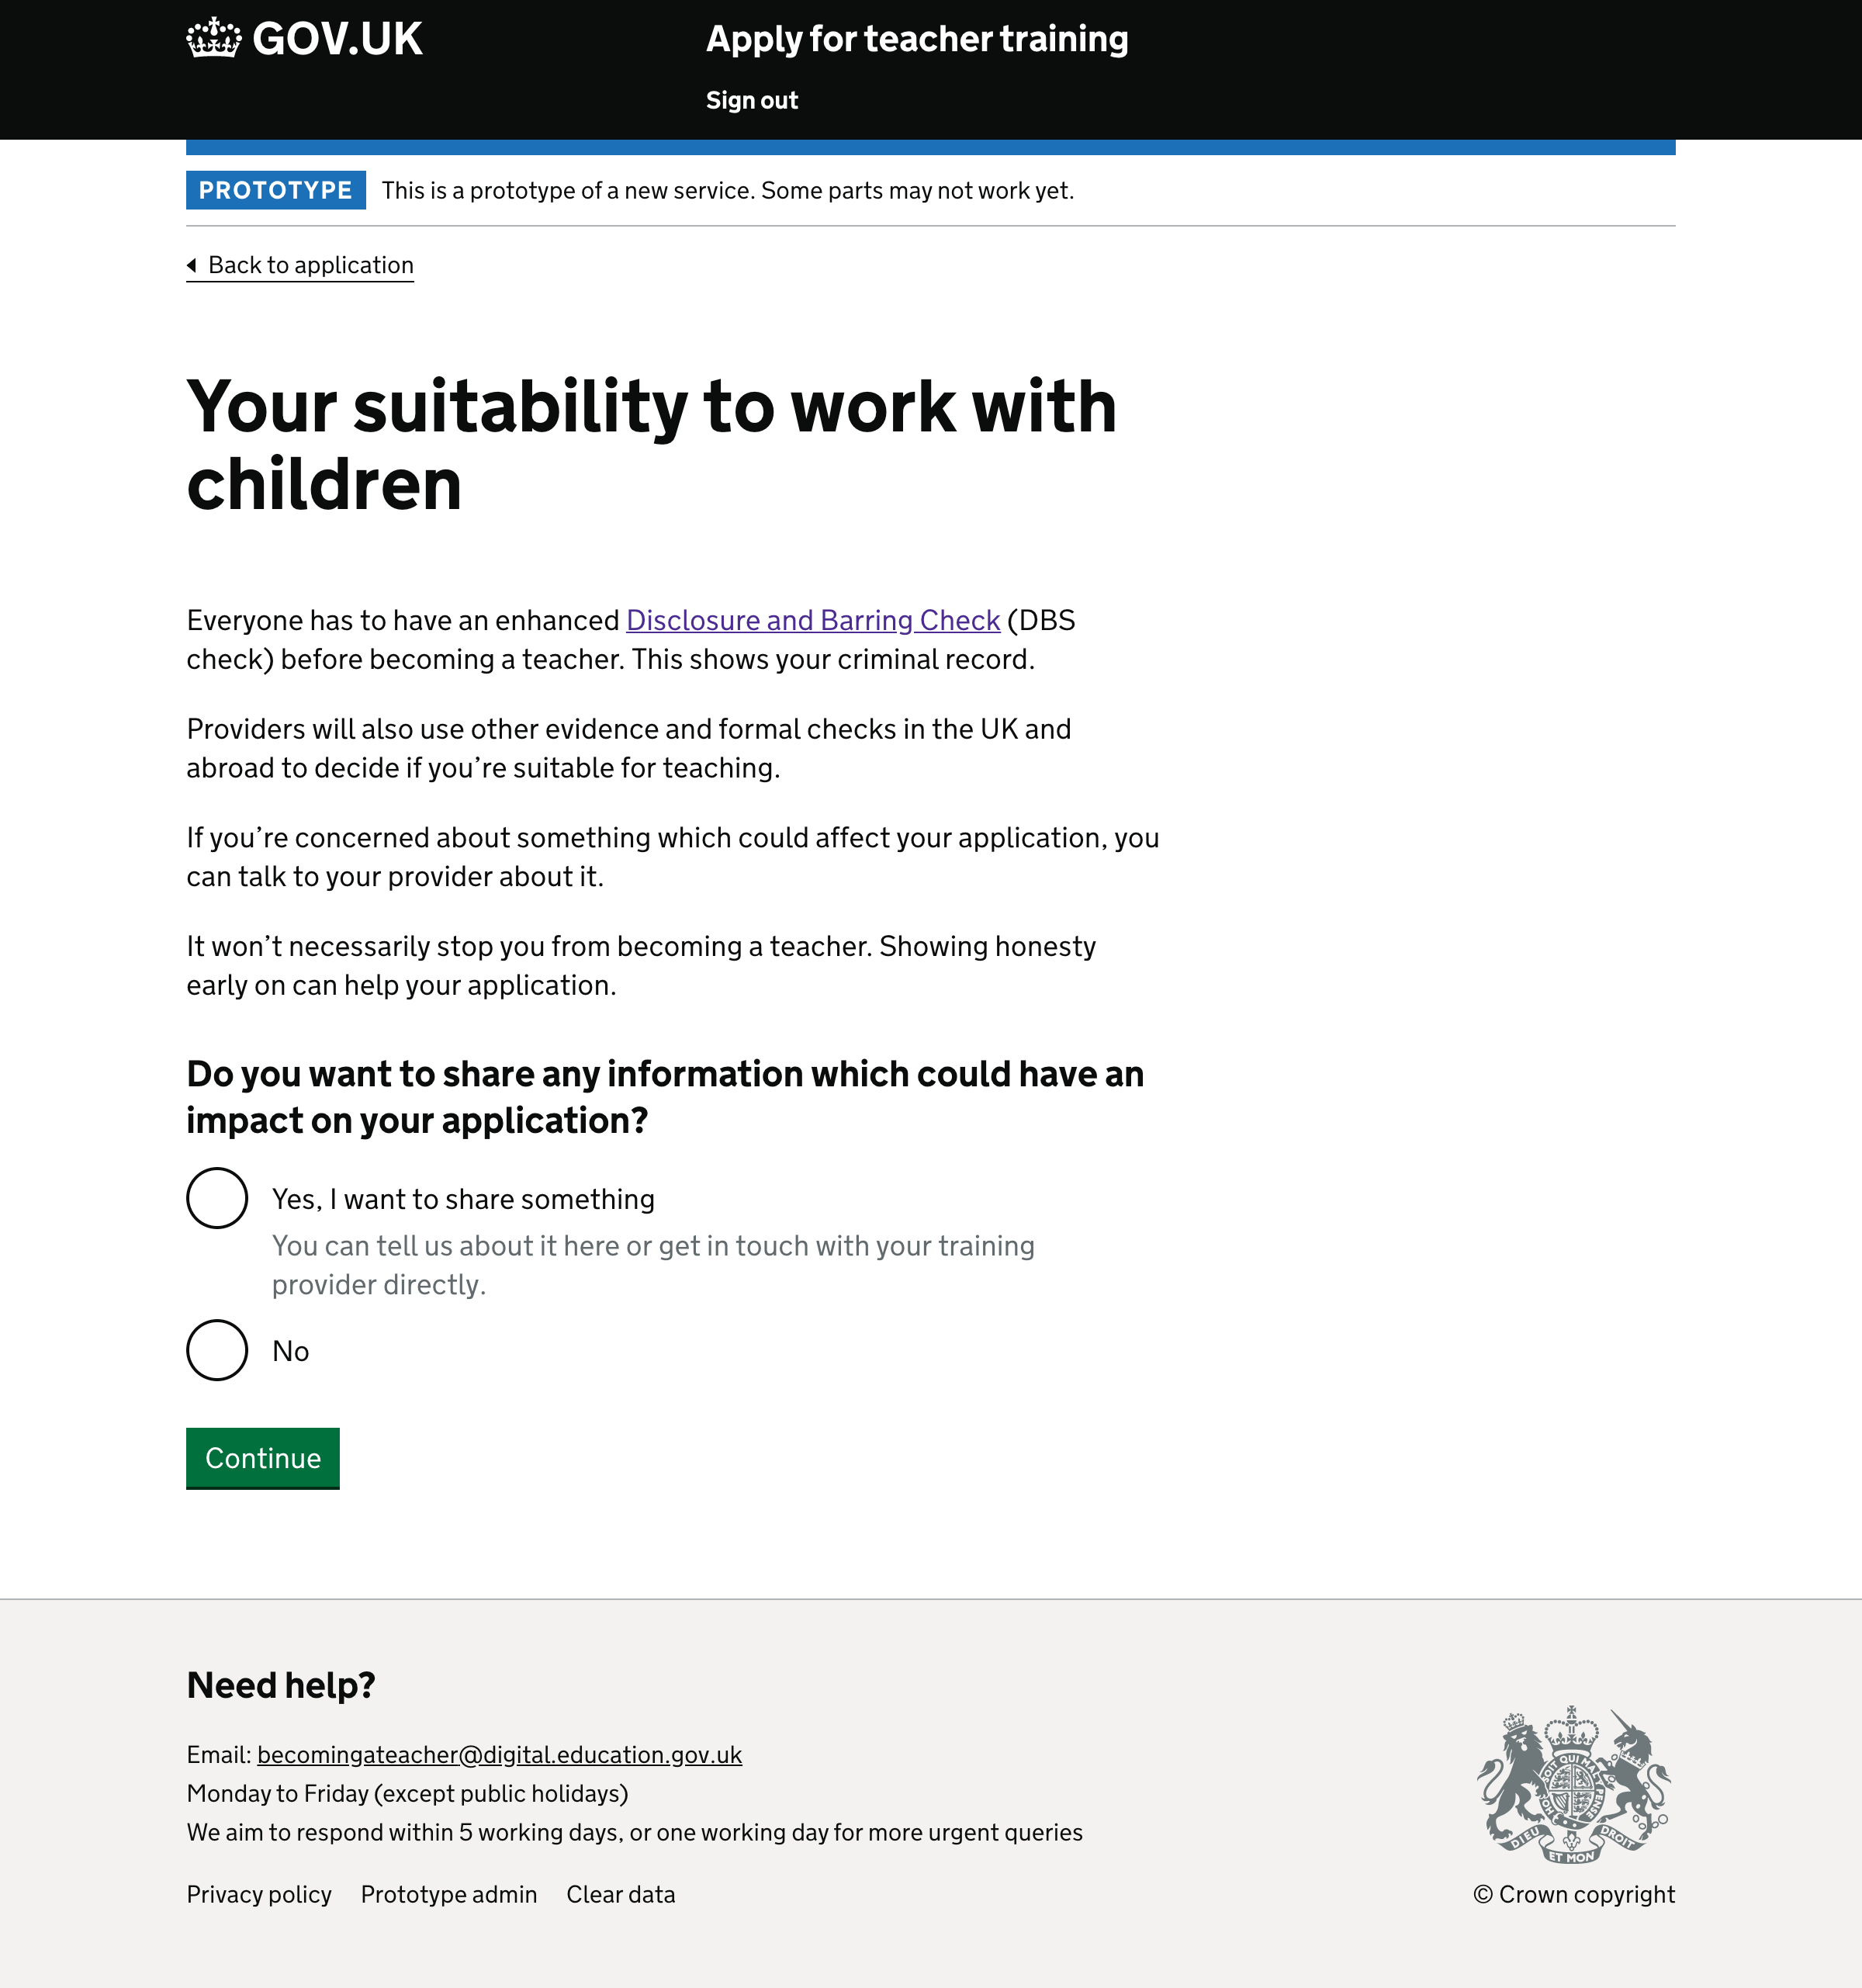 GOV.UK
Apply for teacher training
Sign out
PROTOTYPE This is a prototype of a new service. Some parts may not work yet.
Back to application
Your suitability to work with
children
Everyone has to have an enhanced Disclosure and Barring Check (DBS
check) before becoming a teacher. This shows your criminal record.
Providers will also use other evidence and formal checks in the UK and
abroad to decide if you’re suitable for teaching.
If you’re concerned about something which could affect your application, you
can talk to your provider about it.
It won’t necessarily stop you from becoming a teacher. Showing honesty
early on can help your application.
Do you want to share any information which could have an
impact on your application?
Yes, I want to share something
You can tell us about it here or get in touch with your training
provider directly.
No
Continue
Need help?
Email: becomingateacher@digital.education.gov.uk
Monday to Friday (except public holidays)
We aim to respond within 5 working days, or one working day for more urgent queries
Privacy policy Prototype admin Clear data
DIEU ET MON DROIT
© Crown copyright